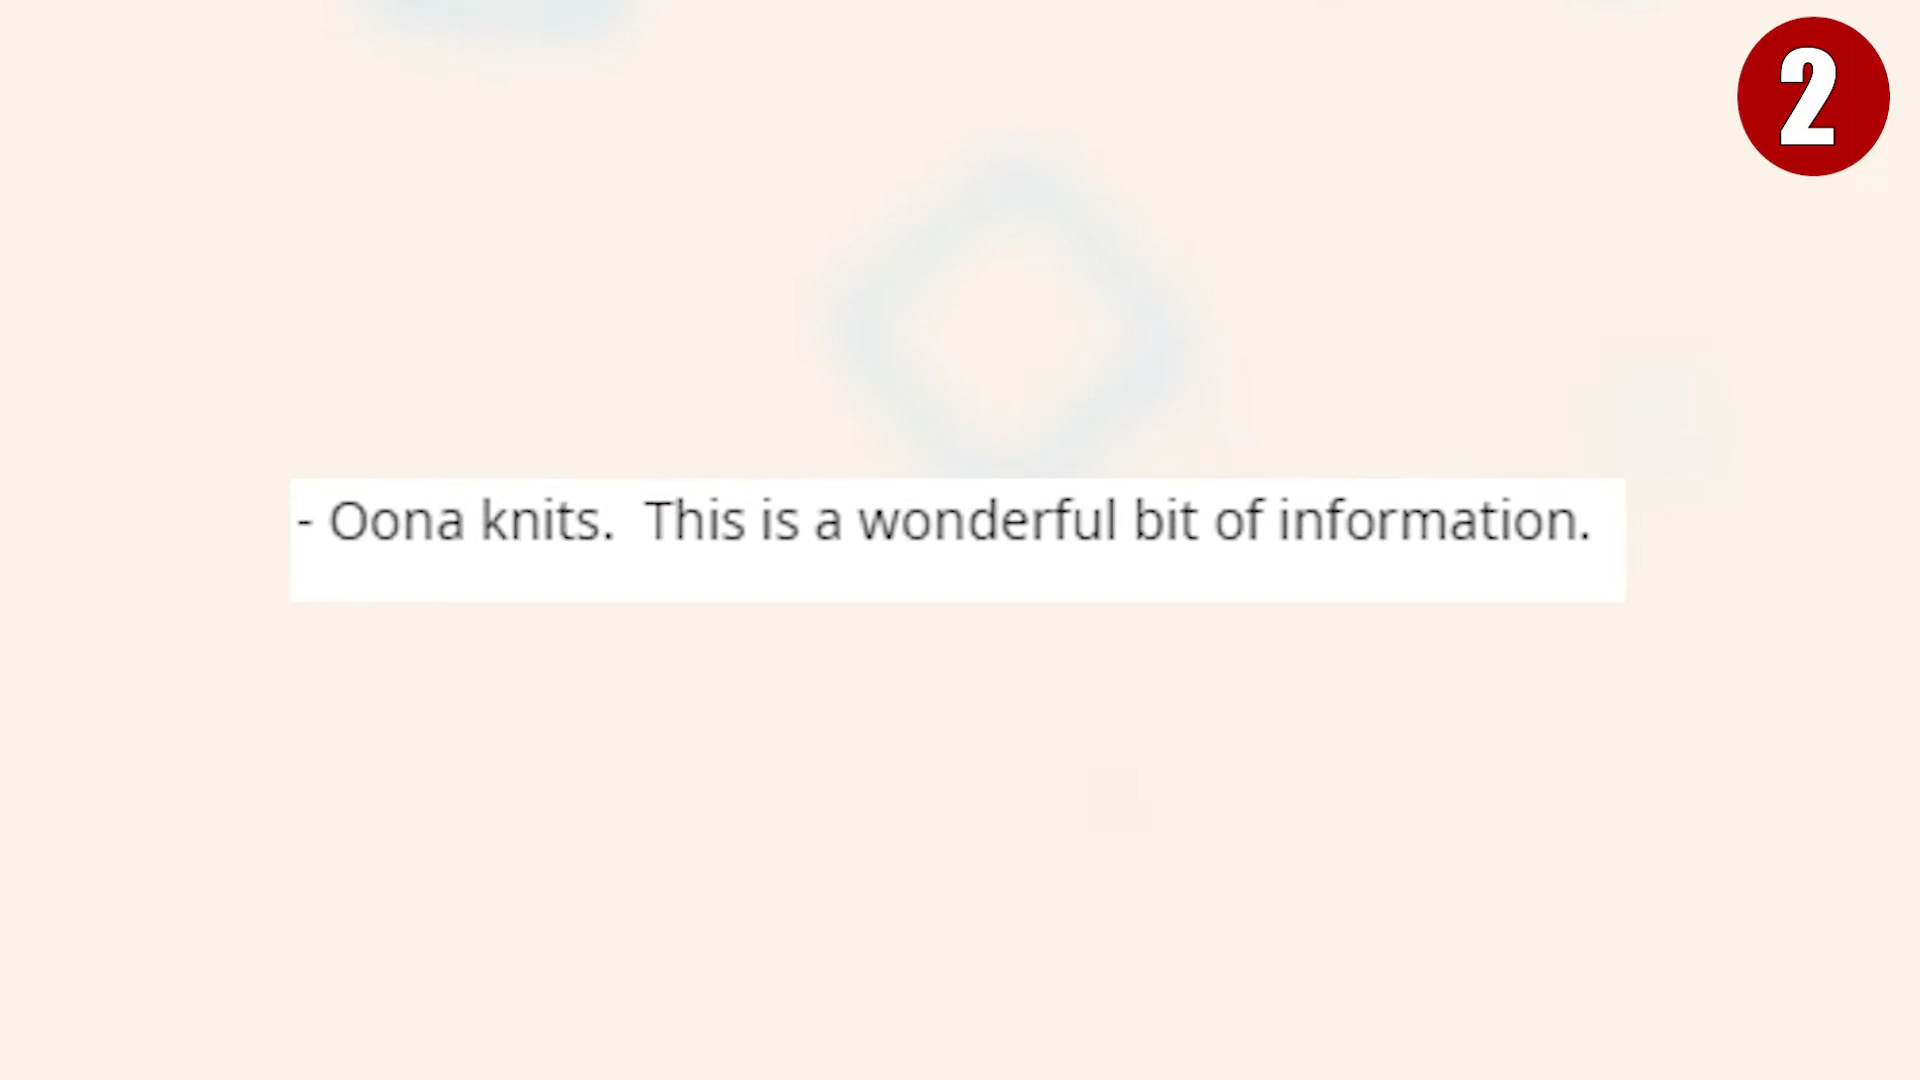 2
- Oona knits.  This is a wonderful bit of information.